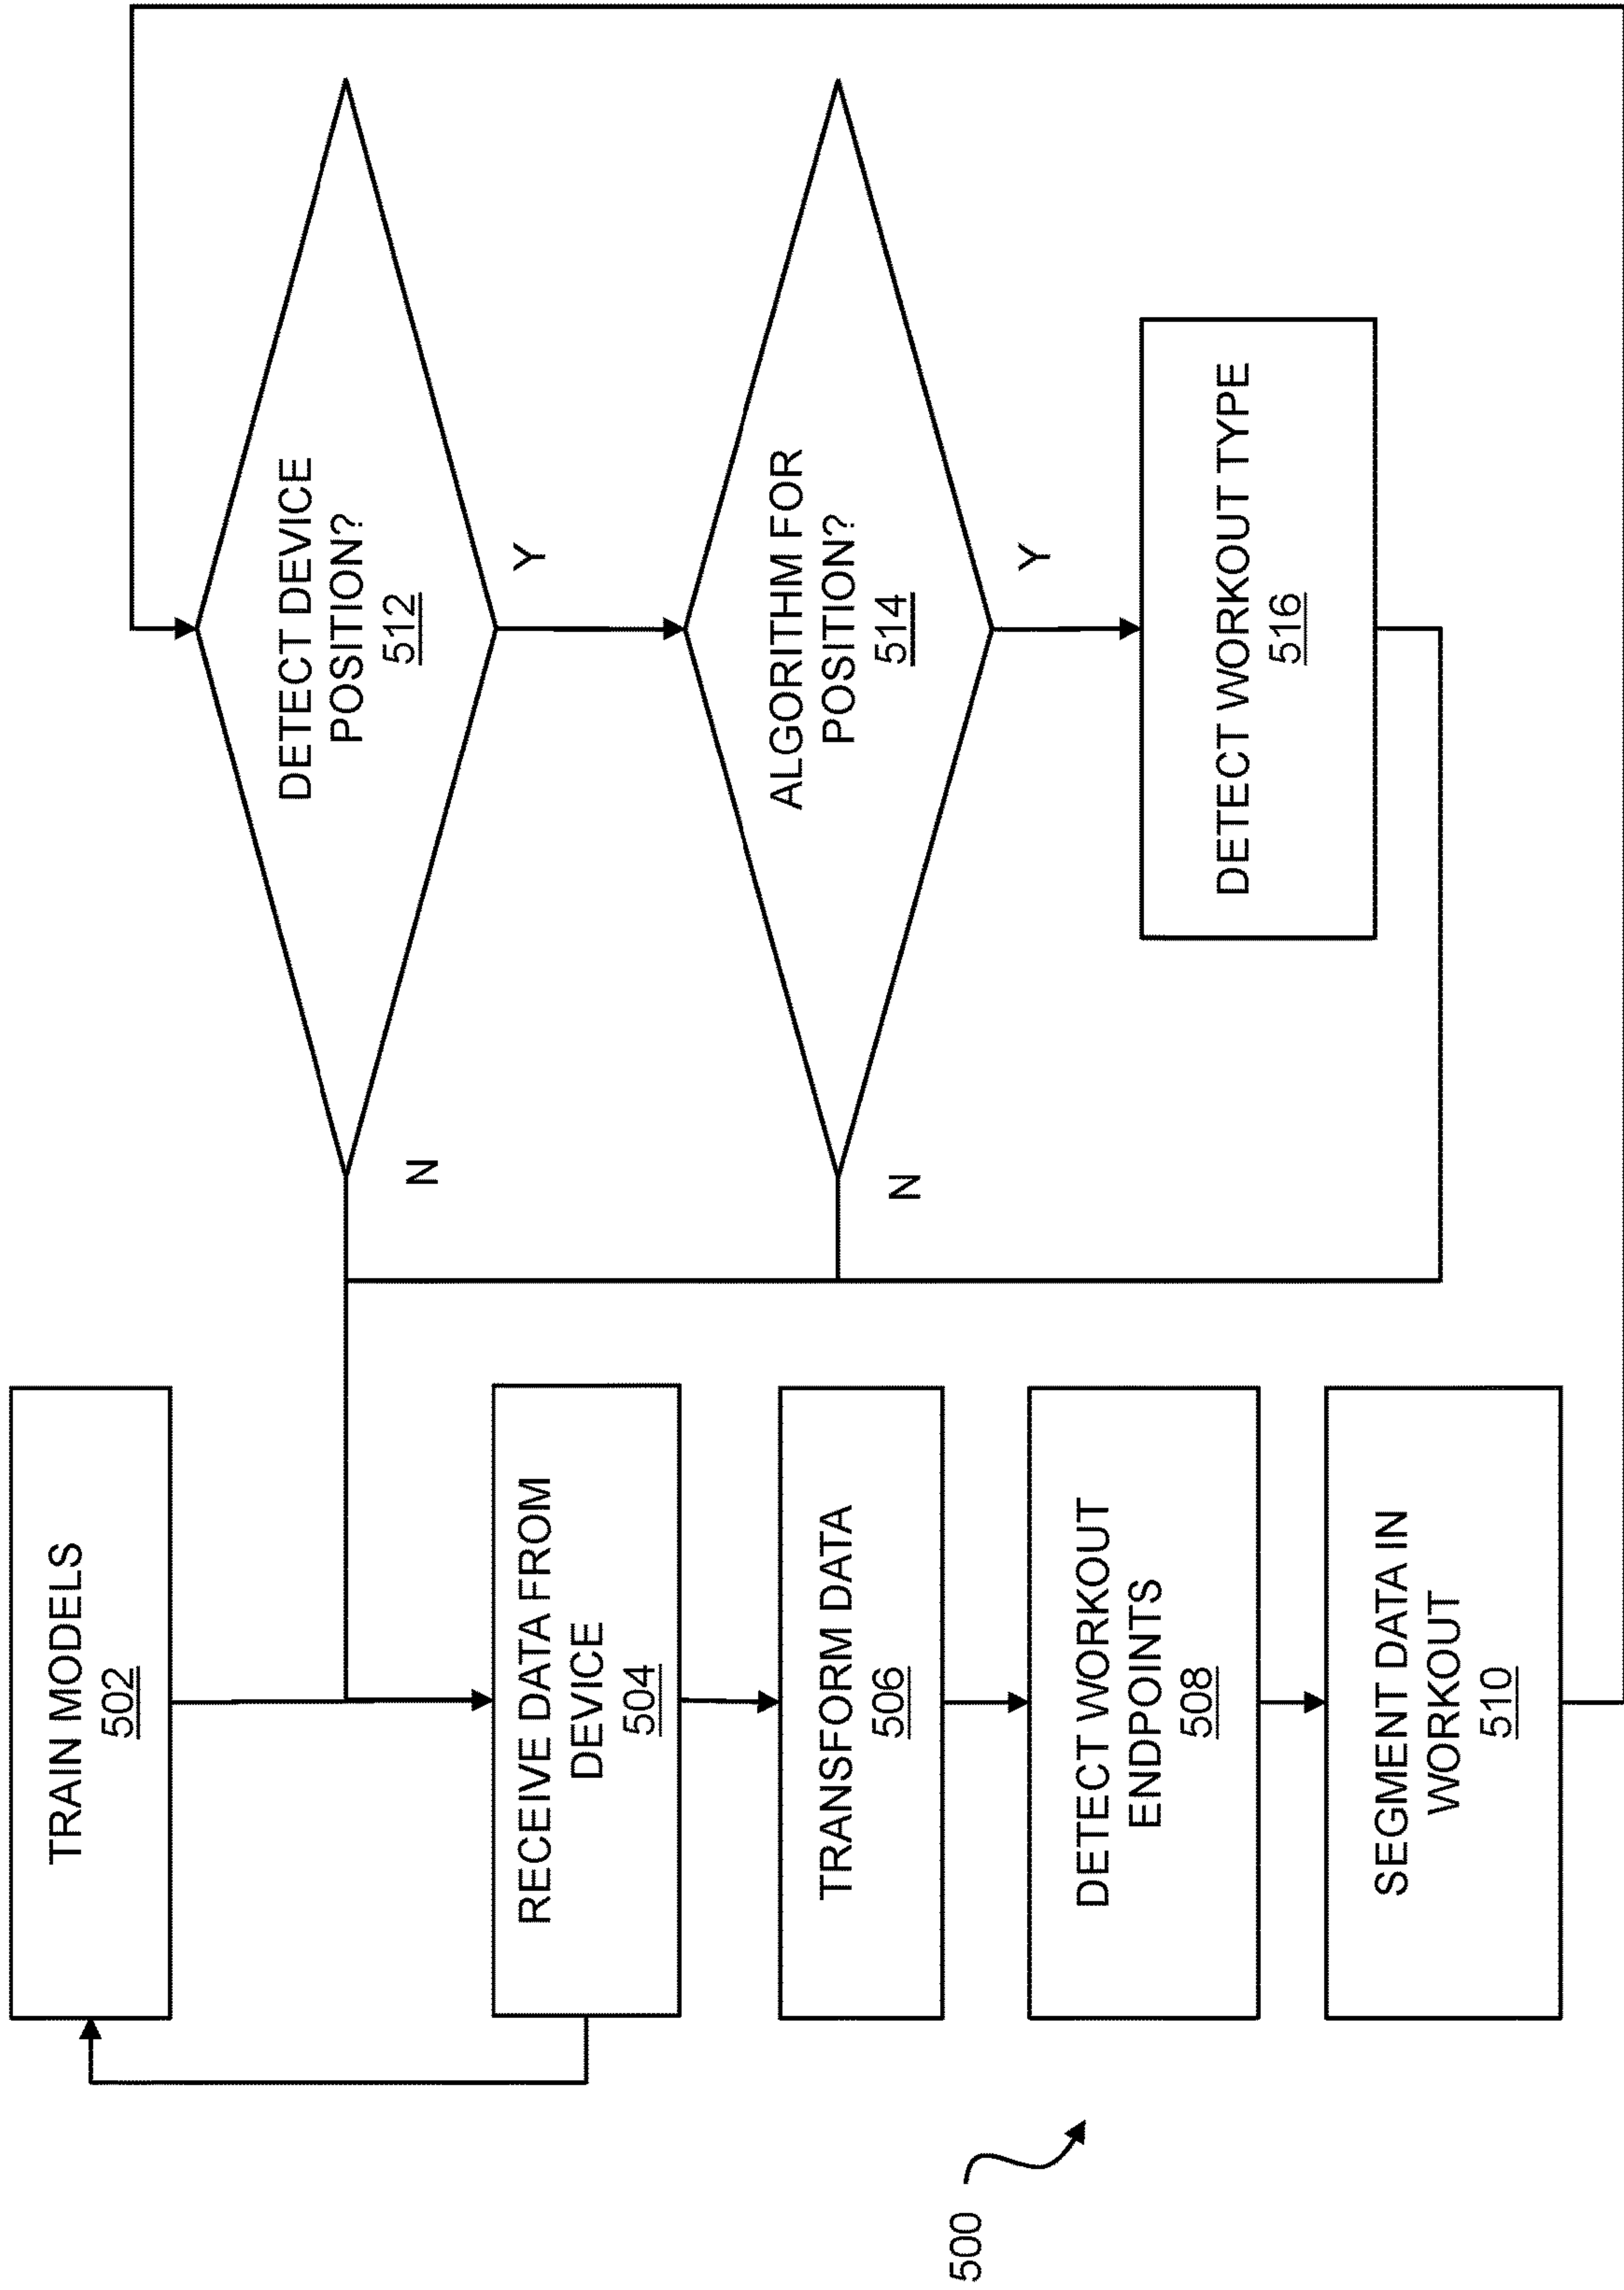 TRAIN MODELS
502
RECEIVE DATA FROM
DEVICE
504
TRANSFORM DATA
506
DETECT WORKOUT
ENDPOINTS
508
SEGMENT DATA IN
WORKOUT
510
DETECT DEVICE
POSITION?
512
N
Y
ALGORITHM FOR
POSITION?
514
N
Y
DETECT WORKOUT TYPE
516
500